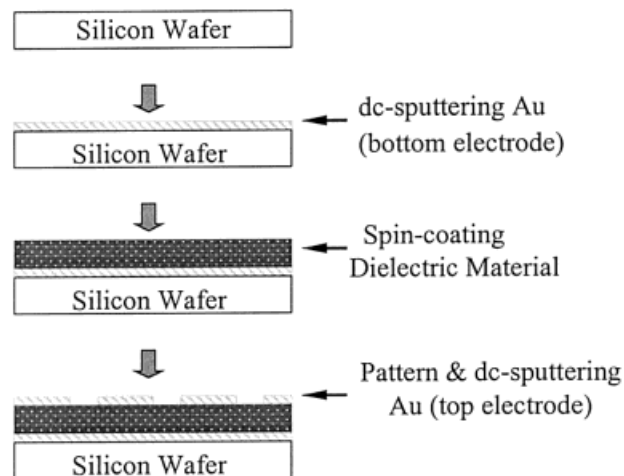 Silicon Wafer
dc-sputtering Au
(bottom electrode)
Silicon Wafer
Spin-coating
Dielectric Material
Silicon Wafer
Pattern & dc-sputtering
Au (top electrode)
Silicon Wafer